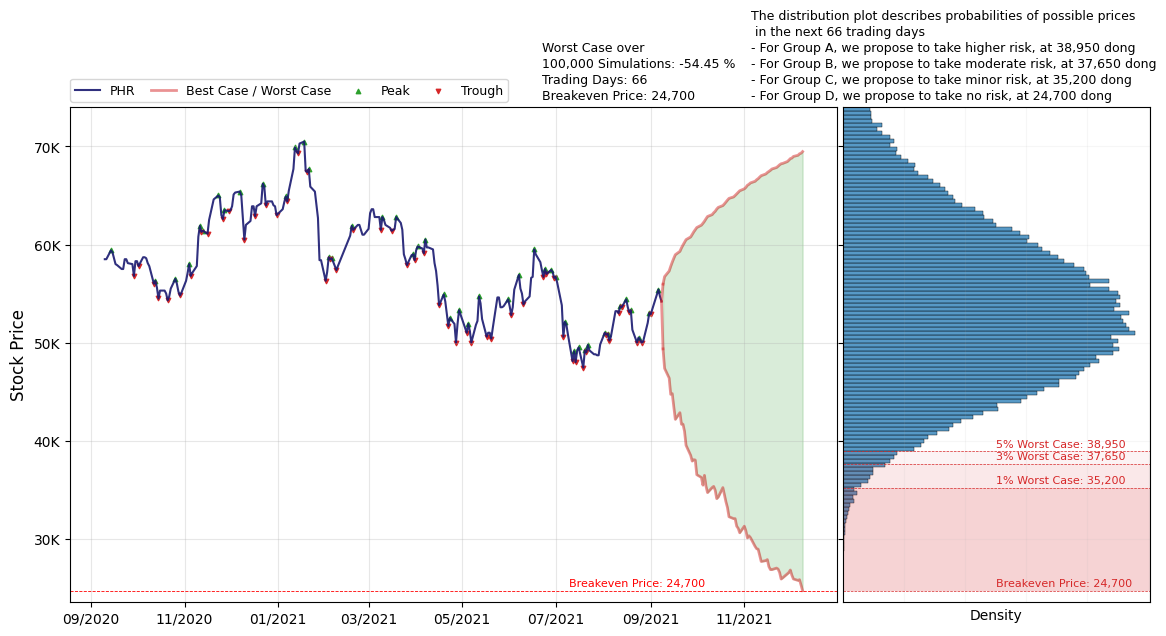 The distribution plot describes probabilities of possible prices
in the next 66 trading days
- For Group A, we propose to take higher risk, at 38,950 dong
- For Group B, we propose to take moderate risk, at 37,650 dong
- For Group C, we propose to take minor risk, at 35,200 dong
- For Group D, we propose to take no risk, at 24,700 dong
Worst Case over
100,000 Simulations: -54.45 %
Trading Days: 66
Breakeven Price: 24,700
PHR
Best Case / Worst Case
Peak
Trough
Stock Price
70K
60K
50K
40K
30K
Breakeven Price: 24,700
09/2020
11/2020
01/2021
03/2021
05/2021
07/2021
09/2021
11/2021
5% Worst Case: 38,950
3% Worst Case: 37,650
1% Worst Case: 35,200
Breakeven Price: 24,700
Density